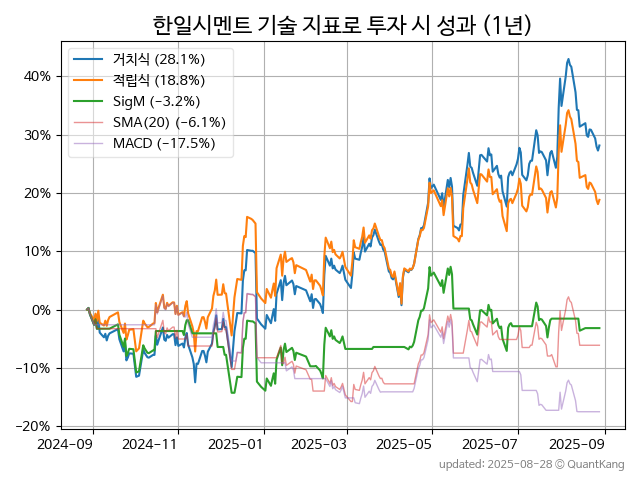 한일시멘트 기술 지표로 투자 시 성과 (1년)
거치식 (28.1%)
적립식 (18.8%)
SigM (−3.2%)
SMA(20) (−6.1%)
MACD (−17.5%)
40%
30%
20%
10%
0%
−10%
−20%
2024-09 2024-11 2025-01 2025-03 2025-05 2025-07 2025-09
updated: 2025-08-28 © QuantKang